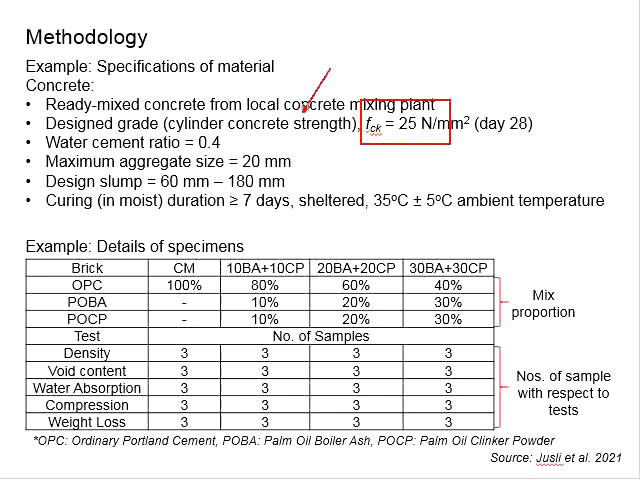 Methodology
Example: Specifications of material
Concrete:
• Ready-mixed concrete from local concrete mixing plant
• Designed grade (cylinder concrete strength), fck = 25 N/mm² (day 28)
• Water cement ratio = 0.4
• Maximum aggregate size = 20 mm
• Design slump = 60 mm – 180 mm
• Curing (in moist) duration ≥ 7 days, sheltered, 35ºC ± 5ºC ambient temperature
Example: Details of specimens
Brick CM 10BA+10CP 20BA+20CP 30BA+30CP
OPC 100% 80% 60% 40%
POBA - 10% 20% 30%
POCP - 10% 20% 30%
Mix
proportion
Test No. of Samples
Density 3 3 3 3
Void content 3 3 3 3
Water Absorption 3 3 3 3
Compression 3 3 3 3
Weight Loss 3 3 3 3
Nos. of sample
with respect to
tests
*OPC: Ordinary Portland Cement, POBA: Palm Oil Boiler Ash, POCP: Palm Oil Clinker Powder
Source: Jusli et al. 2021